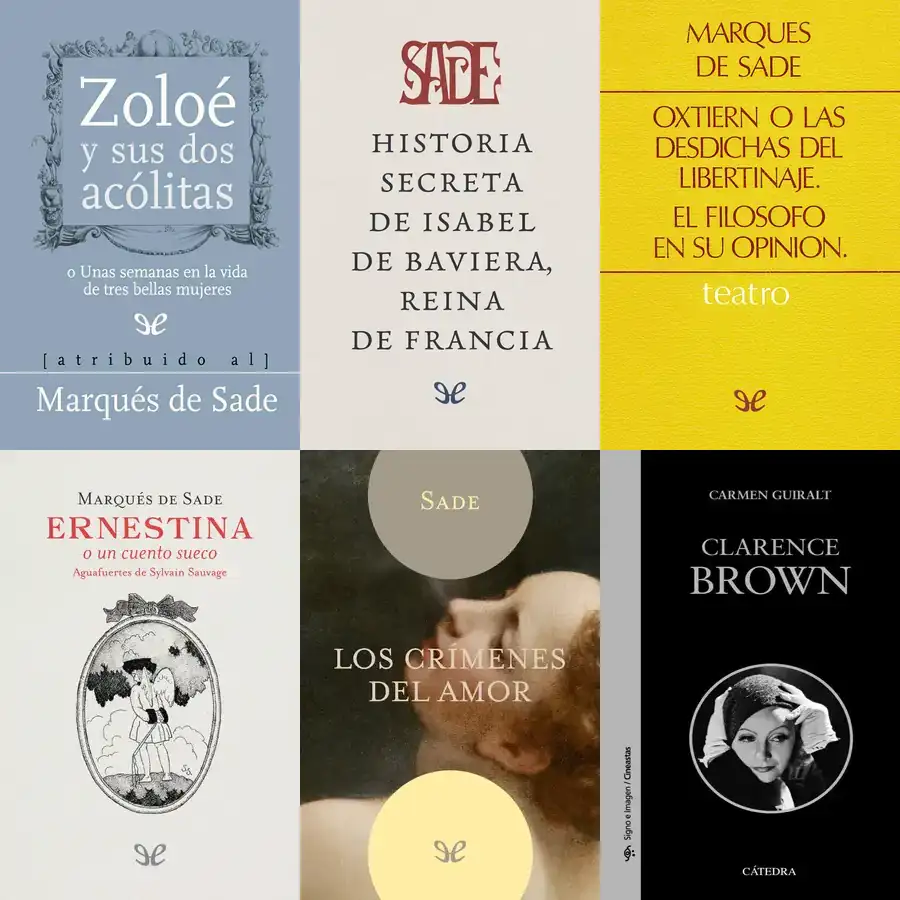 Zoloé
y sus dos
acólitas
o Unas semanas en la vida
de tres bellas mujeres
[atribuido al]
Marqués de Sade
SADE
HISTORIA
SECRETA
DE ISABEL
DE BAVIERA,
REINA
DE FRANCIA
MARQUES
DE SADE
OXTIERN O LAS
DESDICHAS DEL
LIBERTINAJE.
EL FILOSOFO
EN SU OPINION.
teatro
MARQUÉS DE SADE
ERNESTINA
o un cuento sueco
Aguafuertes de Sylvain Sauvage
SADE
LOS CRÍMENES
DEL AMOR
CARMEN GUIRALT
CLARENCE
BROWN
Signo e Imagen / Cineastas
CÁTEDRA